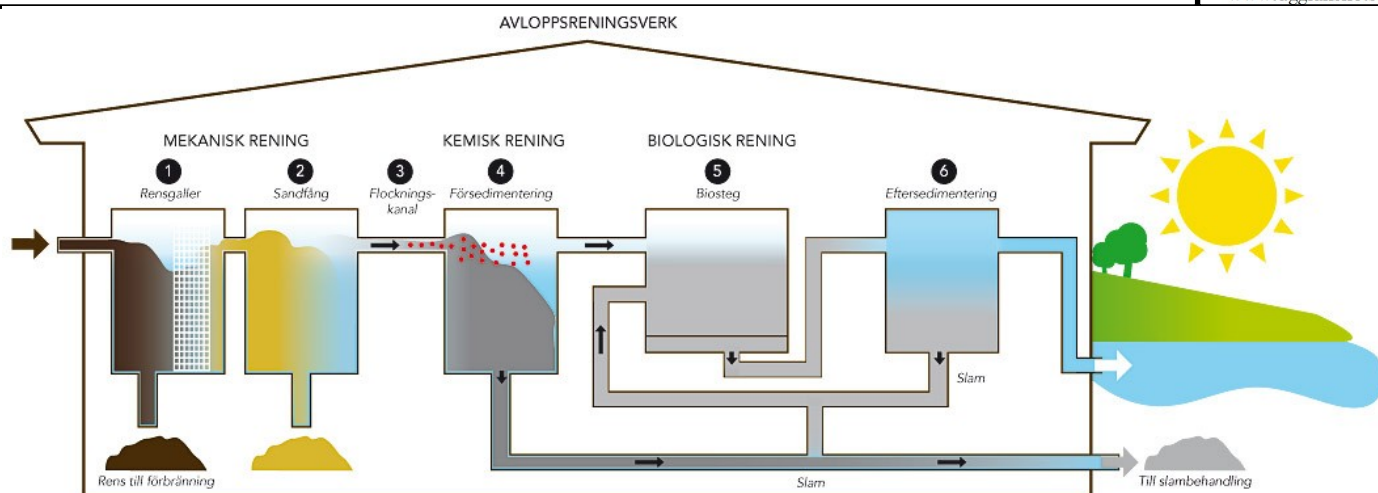 AVLOPPSRENINGSVERK
MEKANISK RENING
KEMISK RENING
BIOLOGISK RENING
1
2
3
4
5
6
Rensgaller
Sandfång
Flocknings-
kanal
Försedimentering
Biosteg
Eftersedimentering
Slam
Rens till förbränning
Slam
Till slambehandling